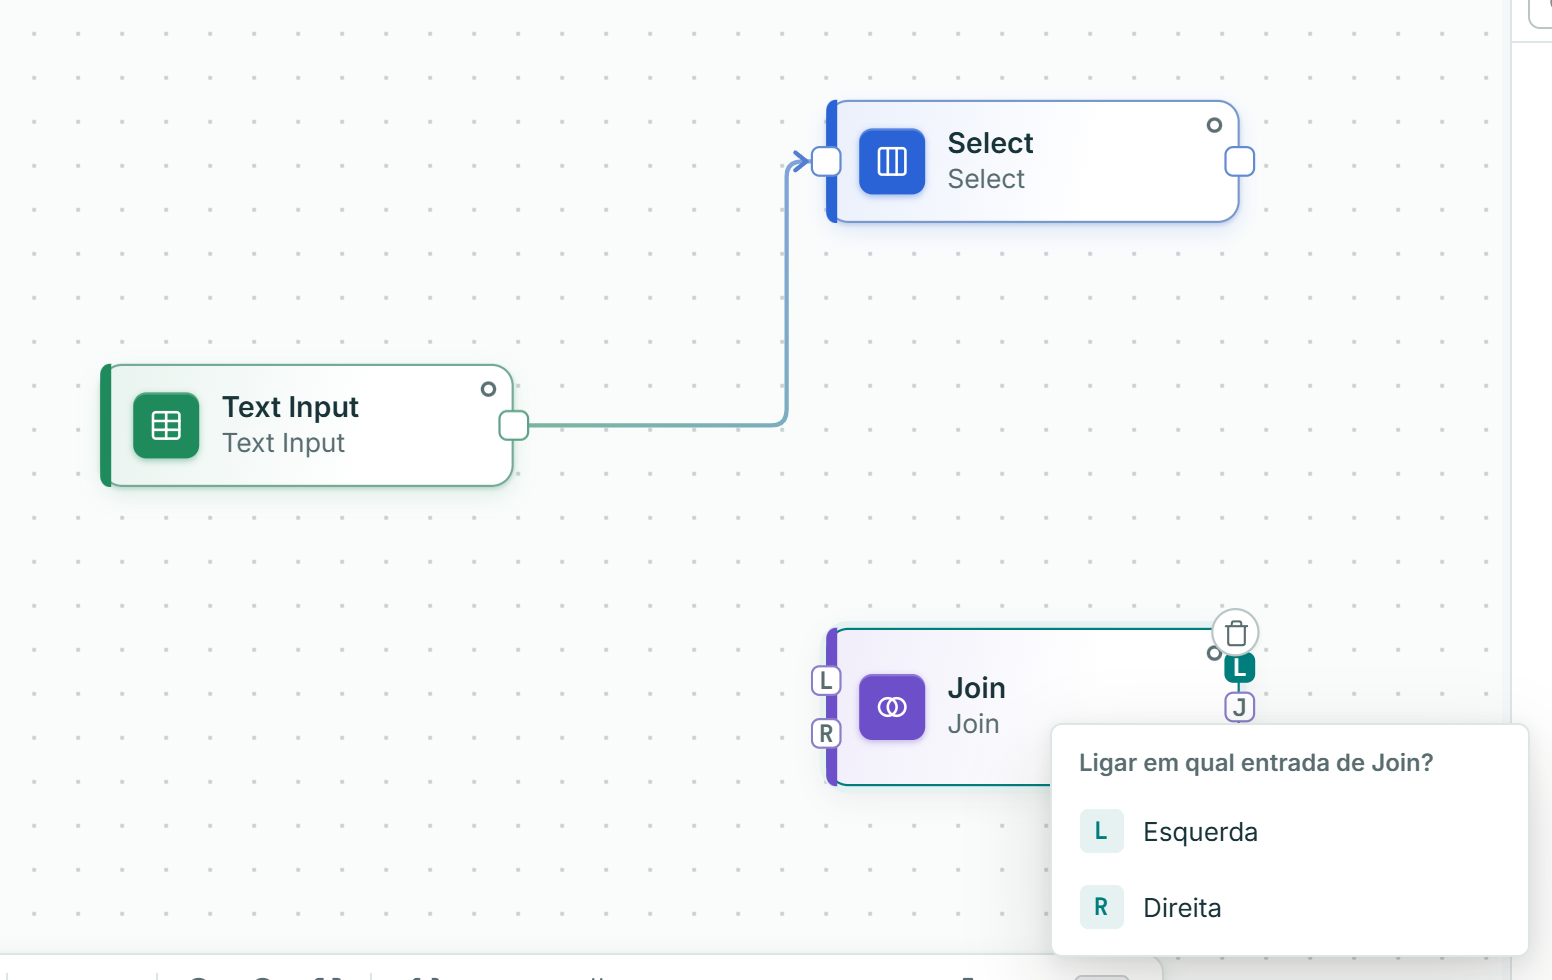 Select
Select
Text Input
Text Input
L
L
J
R
Join
Join
Ligar em qual entrada de Join?
L Esquerda
R Direita